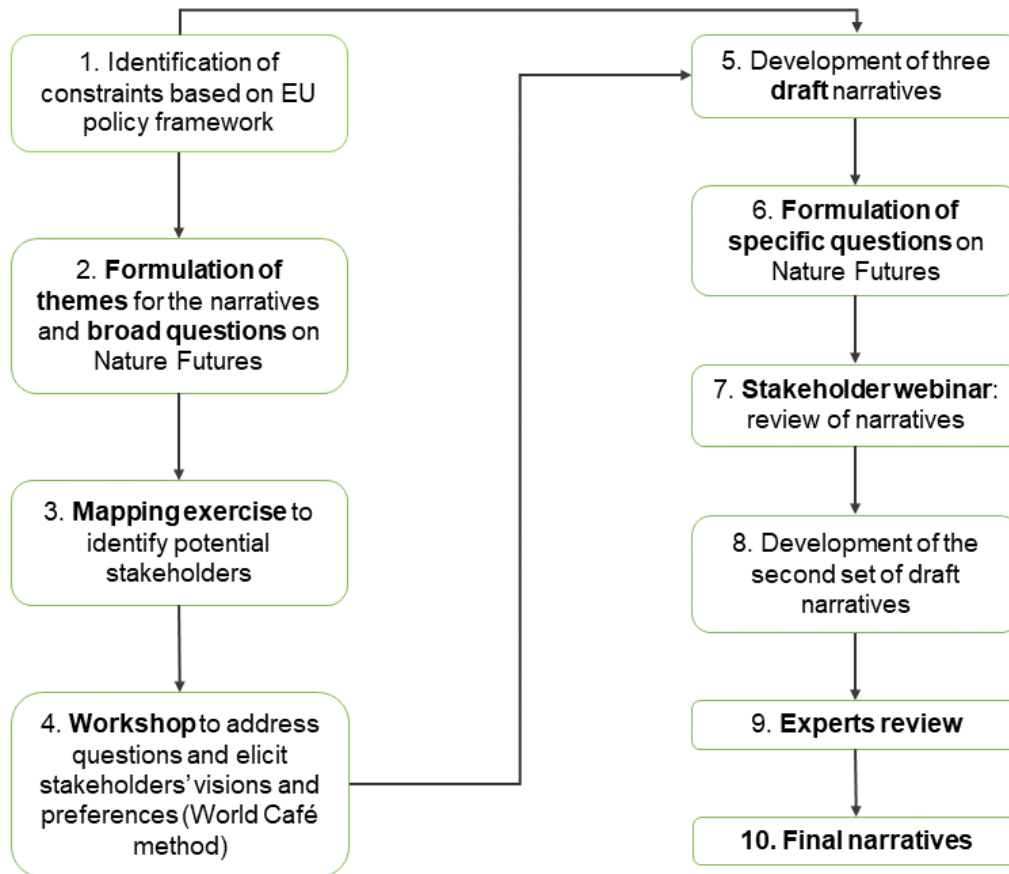 1. Identification of
constraints based on EU
policy framework
2. Formulation of
themes for the narratives
and broad questions on
Nature Futures
3. Mapping exercise to
identify potential
stakeholders
4. Workshop to address
questions and elicit
stakeholders’ visions and
preferences (World Café
method)
5. Development of three
draft narratives
6. Formulation of
specific questions on
Nature Futures
7. Stakeholder webinar:
review of narratives
8. Development of the
second set of draft
narratives
9. Experts review
10. Final narratives